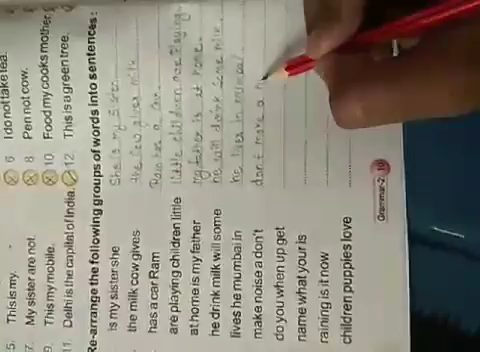 5. This is my. 6 I do not take tea.
7. My sister are not. 8 Pen not cow.
9. This is my mobile. 10 Food my cooks mother.
11. Delhi is the capital of India. 12. This is a green tree.
Re-arrange the following groups of words into sentences :
is my sister she She is my sister
the milk cow gives the cow gives milk
has a car Ram Ram has a car
are playing children little little children are playing.
at home is my father my father is at home.
he drink milk will some he will drink some milk.
lives he mumbai in he lives in mumbai.
make noise a don't don't make a n
do you when up get
name what your is
raining is it now
children puppies love
Grammar-2 19